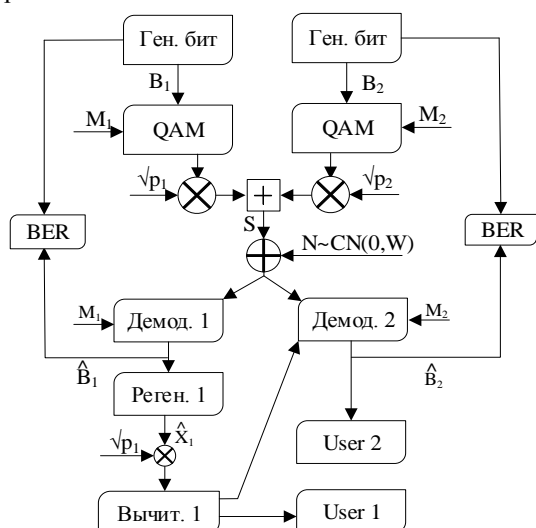 Ген. бит
Ген. бит
B₁
B₂
M₁
QAM
QAM
M₂
√p₁
+
√p₂
BER
S
N~CN(0,W)
BER
M₁
Демод. 1
Демод. 2
M₂
B̂₁
B̂₂
Реген. 1
√p₁
X̂₁
User 2
Вычит. 1
User 1